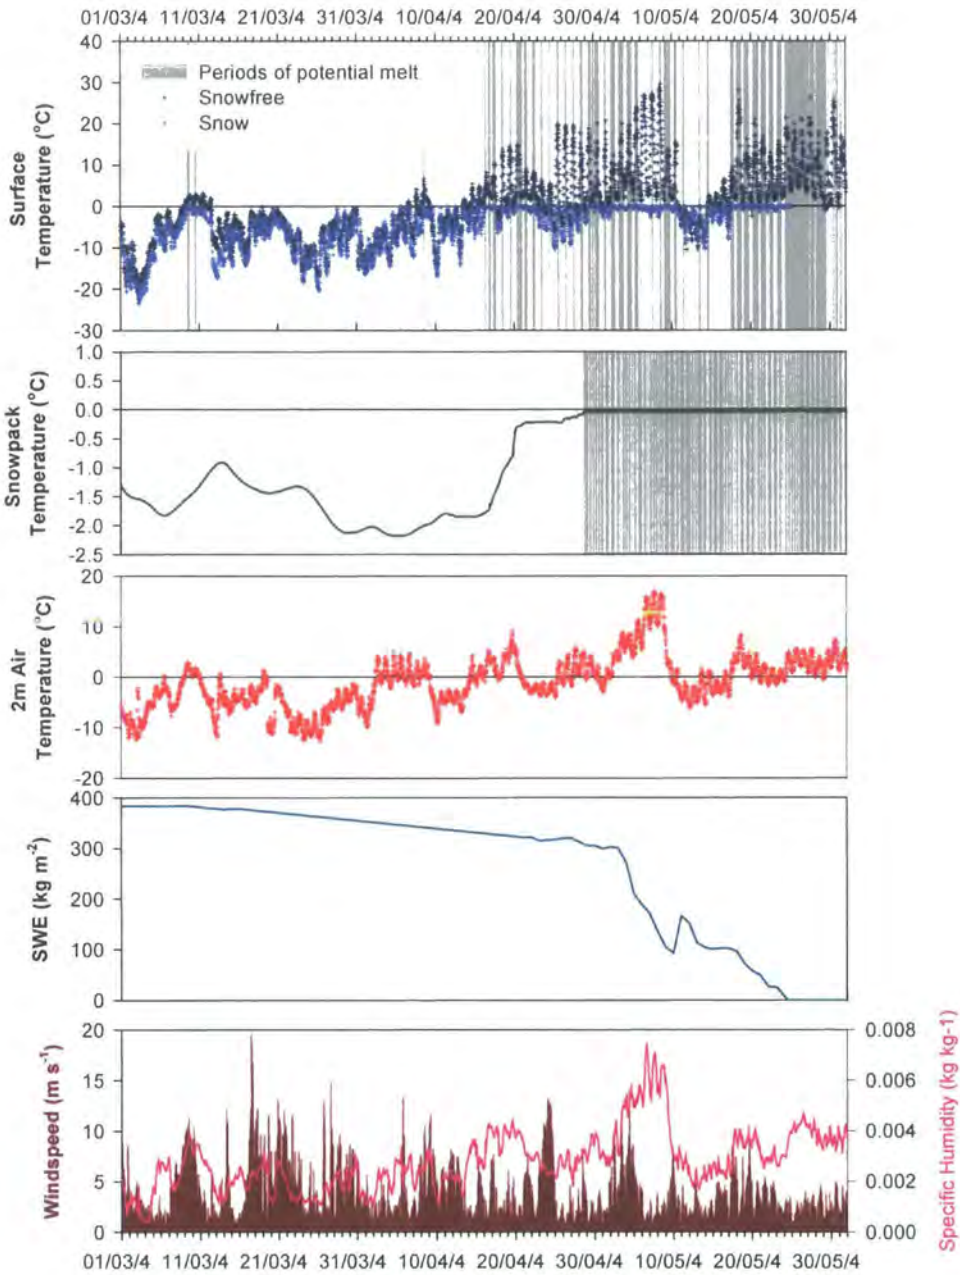 01/03/4 11/03/4 21/03/4 31/03/4 10/04/4 20/04/4 30/04/4 10/05/4 20/05/4 30/05/4
40
30
20
10
0
-10
-20
-30
Surface
Temperature (°C)
Periods of potential melt
Snowfree
Snow
1.0
0.5
0.0
-0.5
-1.0
-1.5
-2.0
-2.5
Snowpack
Temperature (°C)
20
10
0
-10
-20
2m Air
Temperature (°C)
400
300
200
100
0
SWE (kg m⁻²)
20
15
10
5
0
Windspeed (m s⁻¹)
0.008
0.006
0.004
0.002
0.000
Specific Humidity (kg kg-1)
01/03/4 11/03/4 21/03/4 31/03/4 10/04/4 20/04/4 30/04/4 10/05/4 20/05/4 30/05/4